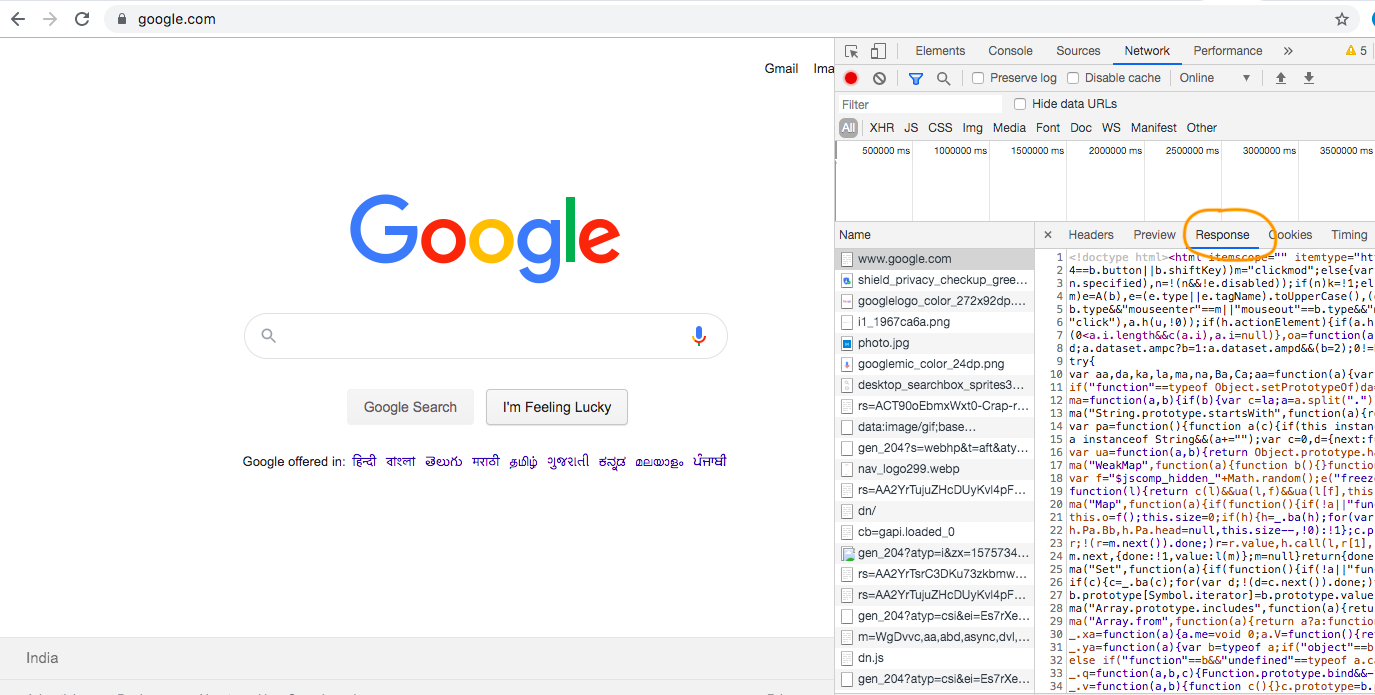 google.com
Gmail Ima
Google
Google Search I'm Feeling Lucky
Google offered in: हिन्दी বাংলা తెలుగు मराठी தமிழ் ગુજરાતી ಕನ್ನಡ മലയാളം ਪੰਜਾਬੀ
India
Elements Console Sources Network Performance » 5
Preserve log Disable cache Online ▼
Filter Hide data URLs
All XHR JS CSS Img Media Font Doc WS Manifest Other
500000 ms 1000000 ms 1500000 ms 2000000 ms 2500000 ms 3000000 ms 3500000 ms
Name
www.google.com
shield_privacy_checkup_gree...
googlelogo_color_272x92dp....
i1_1967ca6a.png
photo.jpg
googlemic_color_24dp.png
desktop_searchbox_sprites3...
rs=ACT90oEbmxWxt0-Crap-r...
data:image/gif;base...
gen_204?s=webhp&t=aft&aty...
nav_logo299.webp
rs=AA2YrTujuZHcDUyKvl4pF...
dn/
cb=gapi.loaded_0
gen_204?atyp=i&zx=1575734...
rs=AA2YrTsrC3DKu73zkbmw...
rs=AA2YrTujuZHcDUyKvl4pF...
gen_204?atyp=csi&ei=Es7rXe...
m=WgDvvc,aa,abd,async,dvl,...
dn.js
gen_204?atyp=csi&ei=Es7rXe...
× Headers Preview Response Cookies Timing
1 <!doctype html><html itemscope="" itemtype="ht
2 4==b.button||b.shiftKey))m="clickmod";else{var
3 n.specified),n=!(n&&!e.disabled));if(n)k=!1;el
4 m)e=A(b),e=(e.type||e.tagName).toUpperCase(),(
5 b.type&&"mouseenter"==m||"mouseout"==b.type&&"
6 "click"),a.h(u,!0));if(h.actionElement){if(a.h
7 (0<a.i.length&&c(a.i),a.i=null)},oa=function(a
8 d;a.dataset.ampc?b=1:a.dataset.ampd&&(b=2);0!=
9 try{
10 var aa,da,ka,la,ma,na,Ba,Ca;aa=function(a){var
11 if("function"==typeof Object.setPrototypeOf)da=
12 ma=function(a,b){if(b){var c=la;a=a.split(".")
13 ma("String.prototype.startsWith",function(a){r
14 var pa=function(){function a(c){if(this instan
15 a instanceof String&&(a+="");var c=0,d={next:f
16 var ua=function(a,b){return Object.prototype.ha
17 ma("WeakMap",function(a){function b(){}function
18 var f="$jscomp_hidden_"+Math.random();e("freez
19 function(l){return c(l)&&ua(l,f)&&ua(l[f],this
20 ma("Map",function(a){if(function(){if(!a||"fun
21 this.o=f();this.size=0;if(h){h=_.ba(h);for(var
22 h.Pa.Bb,h.Pa.head=null,this.size--,!0):!1};c.p
23 r;!(r=m.next()).done;)r=r.value,h.call(l,r[1],
24 m.next,{done:!1,value:l(m)};m=null}return{done
25 ma("Set",function(a){if(function(){if(!a||"fun
26 if(c){c=_.ba(c);for(var d;!(d=c.next()).done;)
27 b.prototype[Symbol.iterator]=b.prototype.value
28 ma("Array.prototype.includes",function(a){retu
29 ma("Array.from",function(a){return a?a:functio
30 _.xa=function(a){a.me=void 0;a.V=function(){re
31 _.ya=function(a){var b=typeof a;if("object"==b
32 else if("function"==b&&"undefined"==typeof a.c
33 _.q=function(a,b,c){Function.prototype.bind&&-
34 _.v=function(a,b){function c(){}c.prototype=b.p